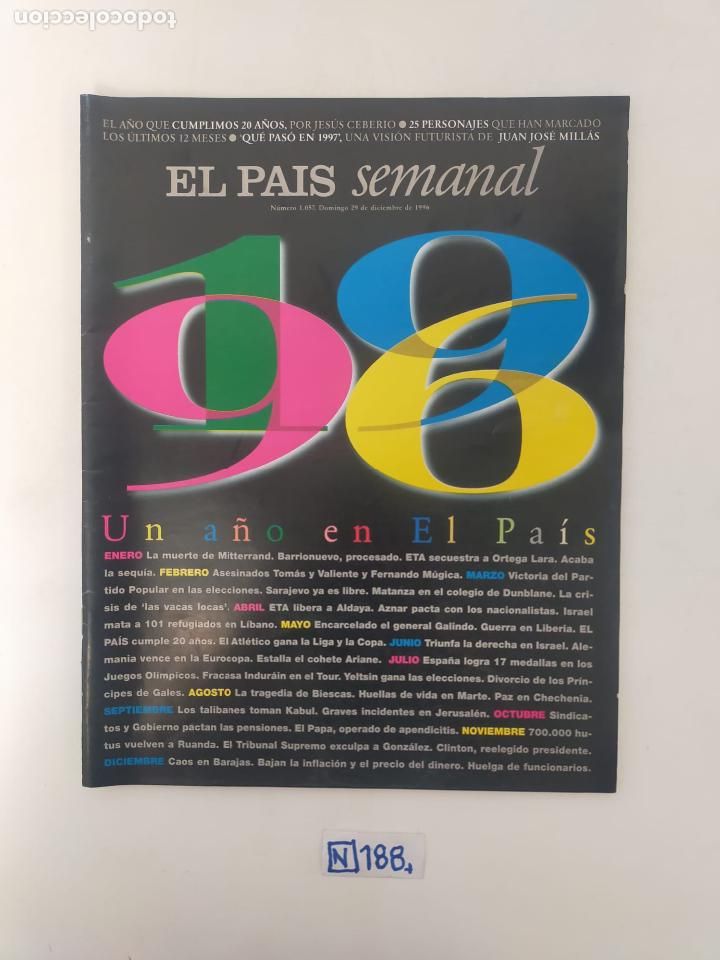 todocoleccion
EL AÑO QUE CUMPLIMOS 20 AÑOS, POR JESÚS CEBERIO ● 25 PERSONAJES QUE HAN MARCADO
LOS ÚLTIMOS 12 MESES ● 'QUÉ PASÓ EN 1997', UNA VISIÓN FUTURISTA DE JUAN JOSÉ MILLÁS
EL PAIS semanal
Número 1.057. Domingo 29 de diciembre de 1996
1996
Un año en El País
ENERO La muerte de Mitterrand. Barrionuevo, procesado. ETA secuestra a Ortega Lara. Acaba
la sequía. FEBRERO Asesinados Tomás y Valiente y Fernando Múgica. MARZO Victoria del Par-
tido Popular en las elecciones. Sarajevo ya es libre. Matanza en el colegio de Dunblane. La cri-
sis de 'las vacas locas'. ABRIL ETA libera a Aldaya. Aznar pacta con los nacionalistas. Israel
mata a 101 refugiados en Líbano. MAYO Encarcelado el general Galindo. Guerra en Liberia. EL
PAÍS cumple 20 años. El Atlético gana la Liga y la Copa. JUNIO Triunfa la derecha en Israel. Ale-
mania vence en la Eurocopa. Estalla el cohete Ariane. JULIO España logra 17 medallas en los
Juegos Olímpicos. Fracasa Induráin en el Tour. Yeltsin gana las elecciones. Divorcio de los Prín-
cipes de Gales. AGOSTO La tragedia de Biescas. Huellas de vida en Marte. Paz en Chechenia.
SEPTIEMBRE Los talibanes toman Kabul. Graves incidentes en Jerusalén. OCTUBRE Sindica-
tos y Gobierno pactan las pensiones. El Papa, operado de apendicitis. NOVIEMBRE 700.000 hu-
tus vuelven a Ruanda. El Tribunal Supremo exculpa a González. Clinton, reelegido presidente.
DICIEMBRE Caos en Barajas. Bajan la inflación y el precio del dinero. Huelga de funcionarios.
N 188+